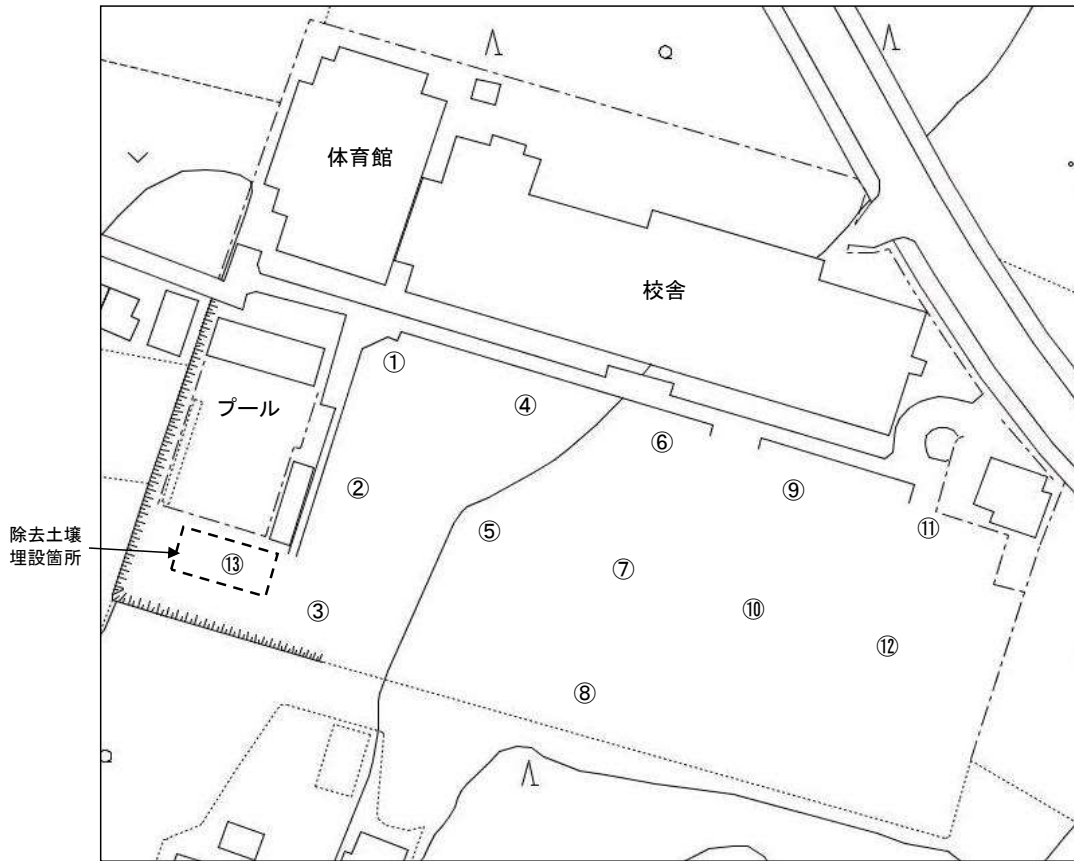 体育館
校舎
①
④
プール
⑥
②
⑨
⑤
⑪
除去土壌
埋設箇所
⑬
⑦
③
⑩
⑫
⑧